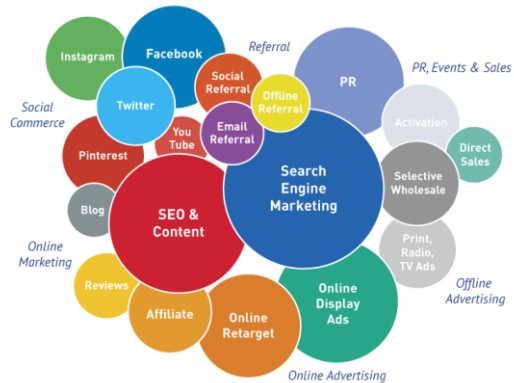 Instagram
Facebook
Referral
Social
Referral
PR
PR, Events & Sales
Twitter
Offline
Referral
Social
Commerce
You
Tube
Email
Referral
Activation
Direct
Sales
Pinterest
Search
Engine
Marketing
Selective
Wholesale
Blog
SEO &
Content
Online
Marketing
Print,
Radio,
TV Ads
Reviews
Affiliate
Online
Retarget
Online
Display
Ads
Offline
Advertising
Online Advertising